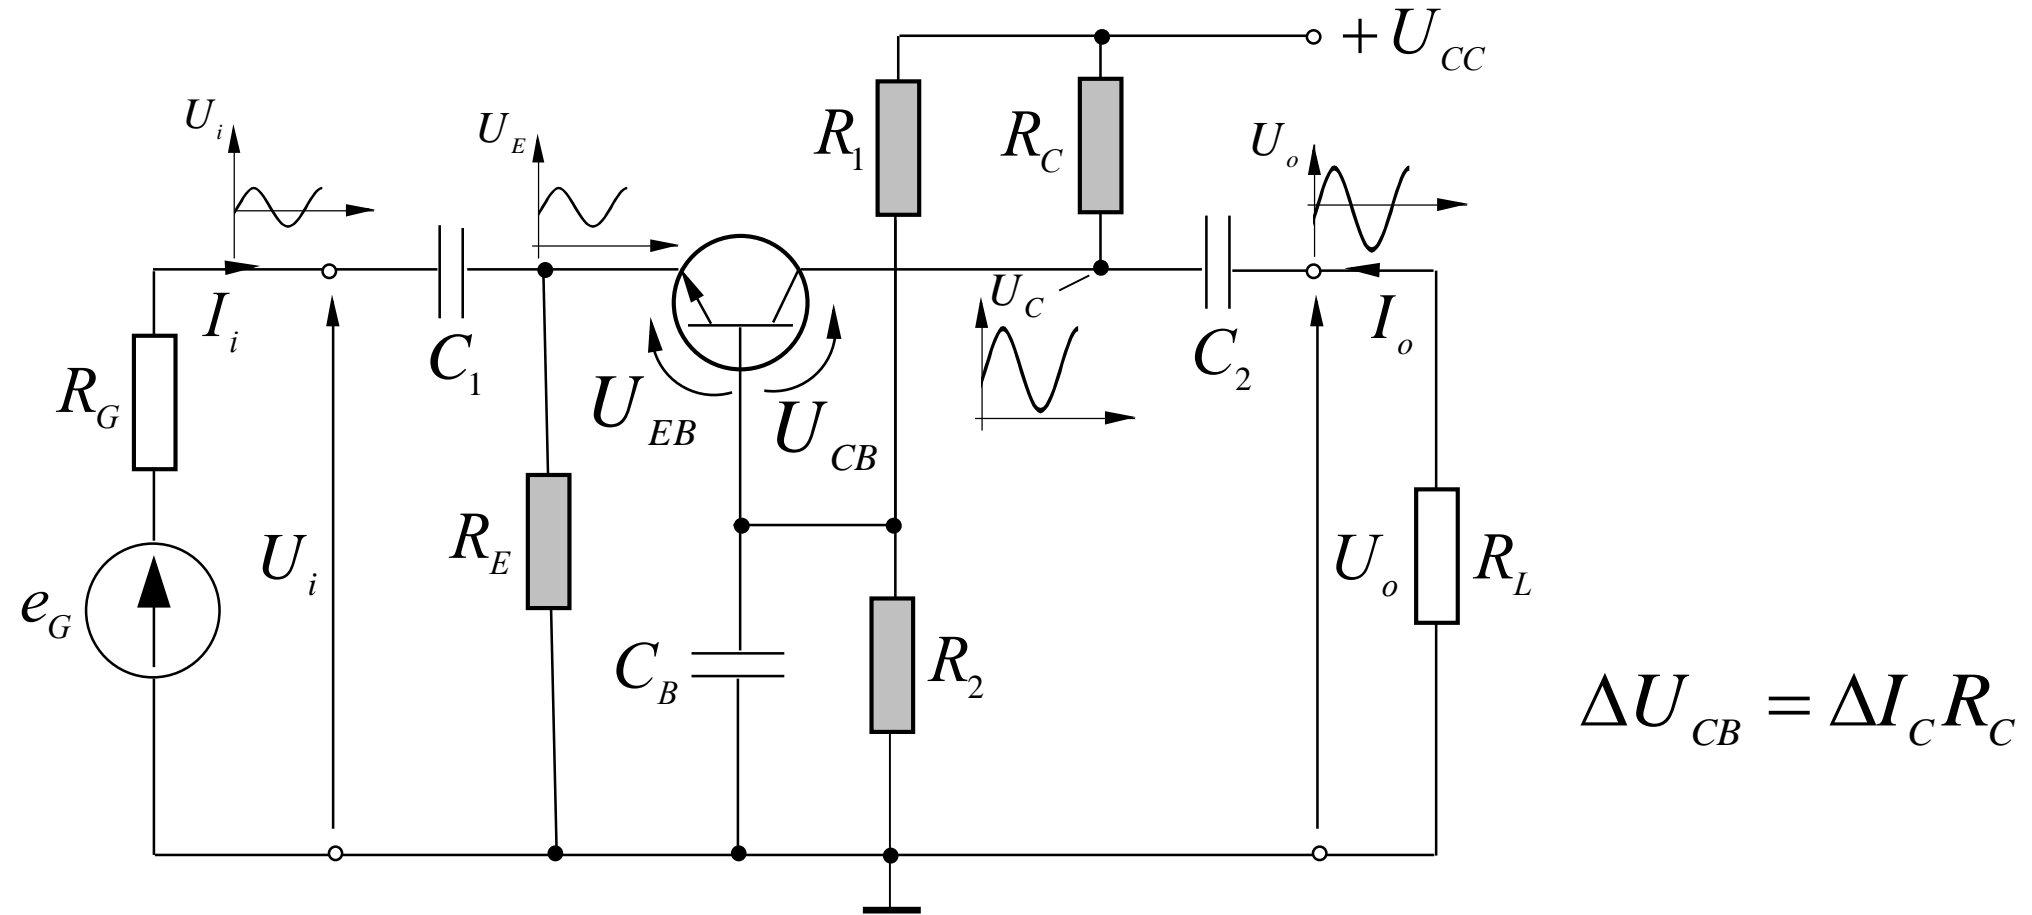 + U_CC
U_i
U_E
R_1
R_C
U_o
I_i
C_1
U_C
C_2
I_o
R_G
U_EB
U_CB
U_i
R_E
U_o
R_L
e_G
C_B
R_2
ΔU_CB = ΔI_C R_C